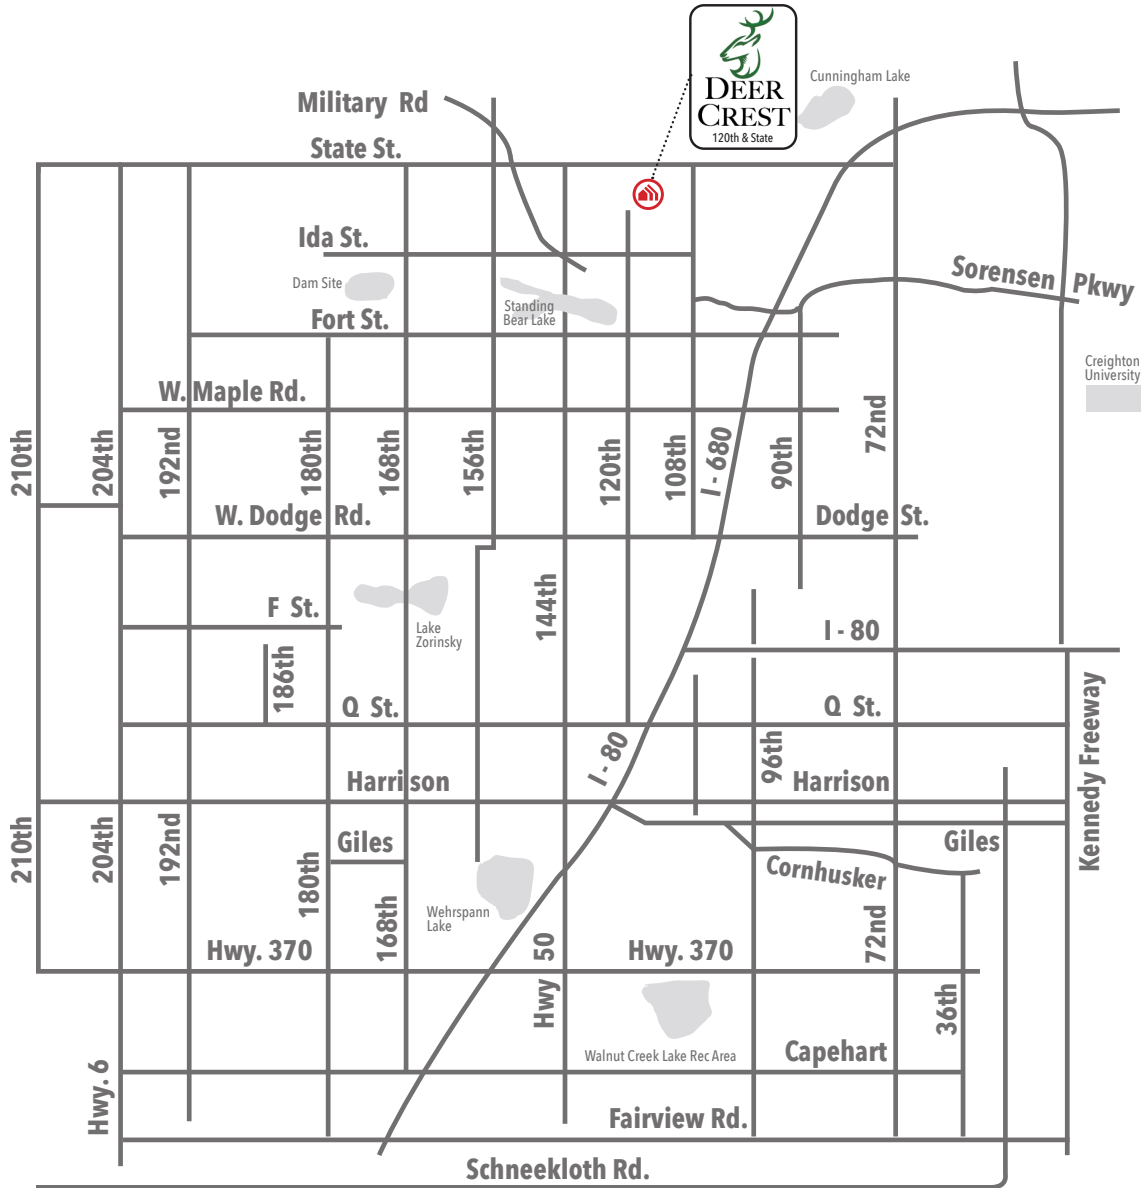 DEER
CREST
120th & State
Cunningham Lake
Military Rd
State St.
Ida St.
Sorensen Pkwy
Dam Site
Standing
Bear Lake
Fort St.
Creighton
University
W. Maple Rd.
210th
204th
192nd
180th
168th
156th
120th
108th
I - 680
90th
72nd
W. Dodge Rd.
Dodge St.
144th
F St.
Lake
Zorinsky
I - 80
186th
Q St.
Q St.
Kennedy Freeway
I - 80
96th
Harrison
Harrison
210th
204th
192nd
180th
Giles
Giles
Cornhusker
168th
Wehrspann
Lake
72nd
Hwy. 370
Hwy 50
Hwy. 370
36th
Walnut Creek Lake Rec Area
Capehart
Hwy. 6
Fairview Rd.
Schneekloth Rd.